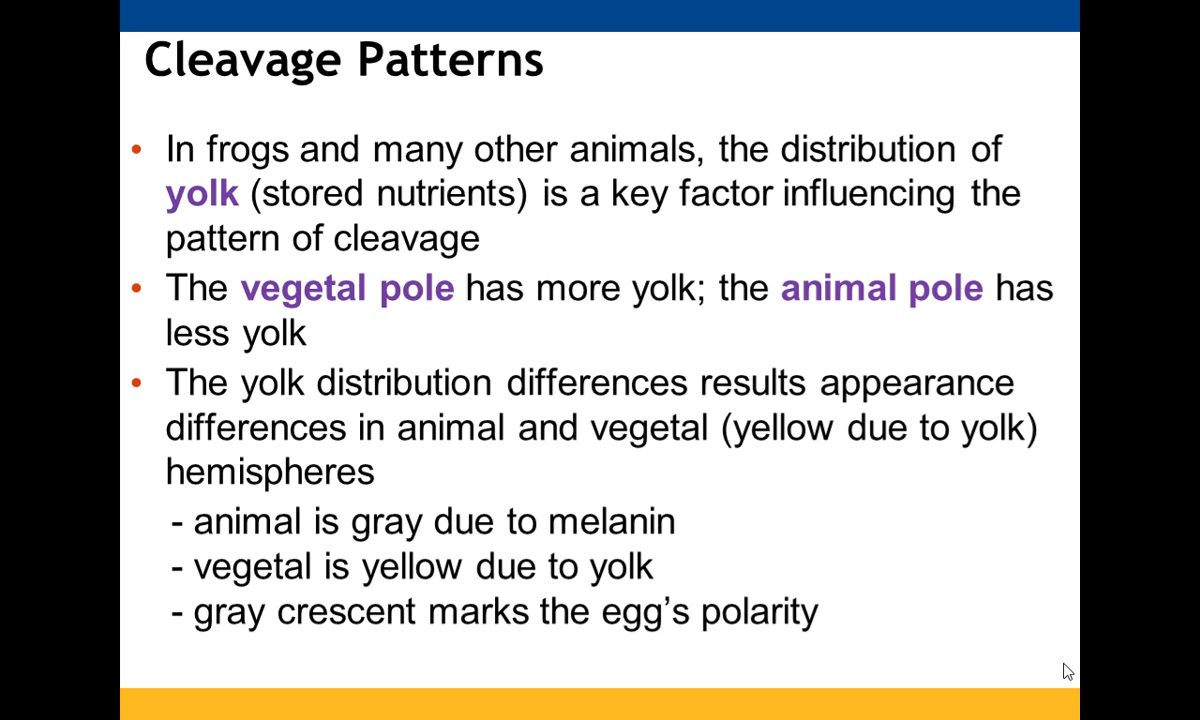 Cleavage Patterns
• In frogs and many other animals, the distribution of
yolk (stored nutrients) is a key factor influencing the
pattern of cleavage
• The vegetal pole has more yolk; the animal pole has
less yolk
• The yolk distribution differences results appearance
differences in animal and vegetal (yellow due to yolk)
hemispheres
- animal is gray due to melanin
- vegetal is yellow due to yolk
- gray crescent marks the egg’s polarity